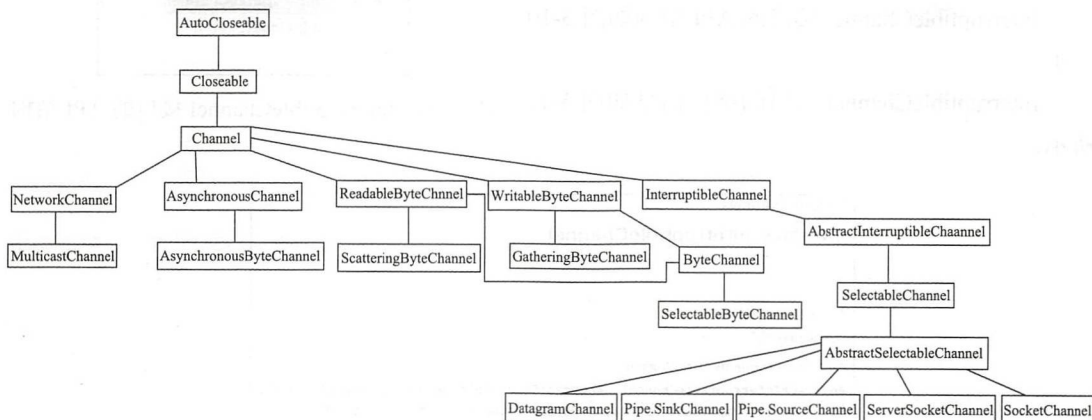 AutoCloseable
Closeable
Channel
NetworkChannel
AsynchronousChannel
ReadableByteChnnel
WritableByteChannel
InterruptibleChannel
MulticastChannel
AsynchronousByteChannel
ScatteringByteChannel
GatheringByteChannel
ByteChannel
AbstractInterruptibleChaannel
SelectableByteChannel
SelectableChannel
AbstractSelectableChannel
DatagramChannel
Pipe.SinkChannel
Pipe.SourceChannel
ServerSocketChannel
SocketChannel